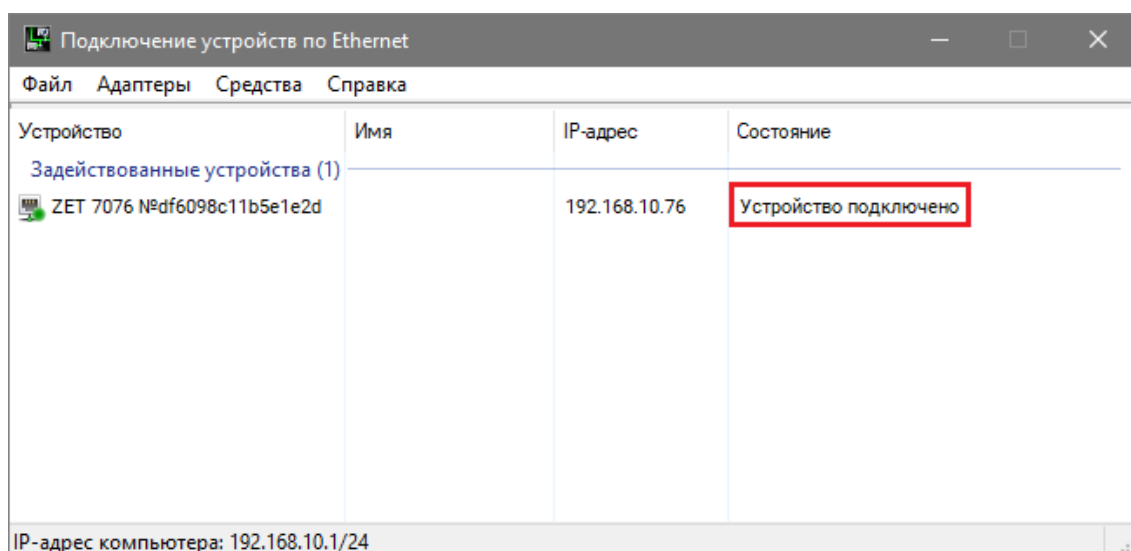 Подключение устройств по Ethernet
Файл Адаптеры Средства Справка
Устройство Имя IP-адрес Состояние
Задействованные устройства (1)
ZET 7076 №df6098c11b5e1e2d 192.168.10.76 Устройство подключено
IP-адрес компьютера: 192.168.10.1/24